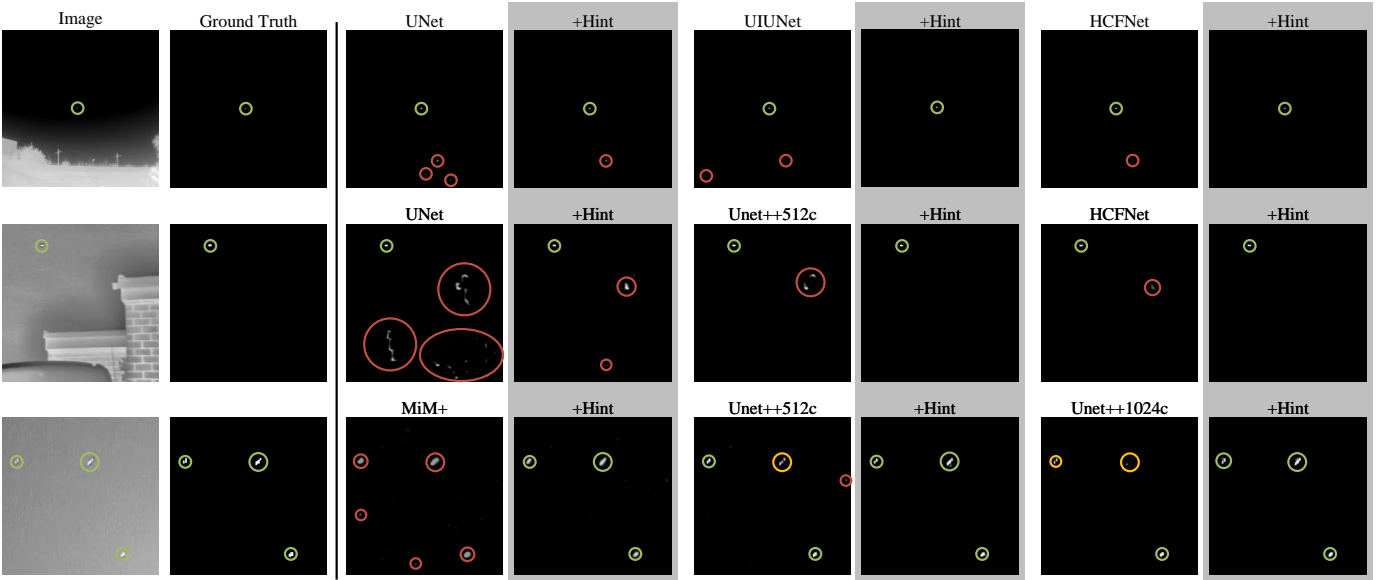 Image Ground Truth UNet +Hint UIUNet +Hint HCFNet +Hint
UNet +Hint Unet++512c +Hint HCFNet +Hint
MiM+ +Hint Unet++512c +Hint Unet++1024c +Hint